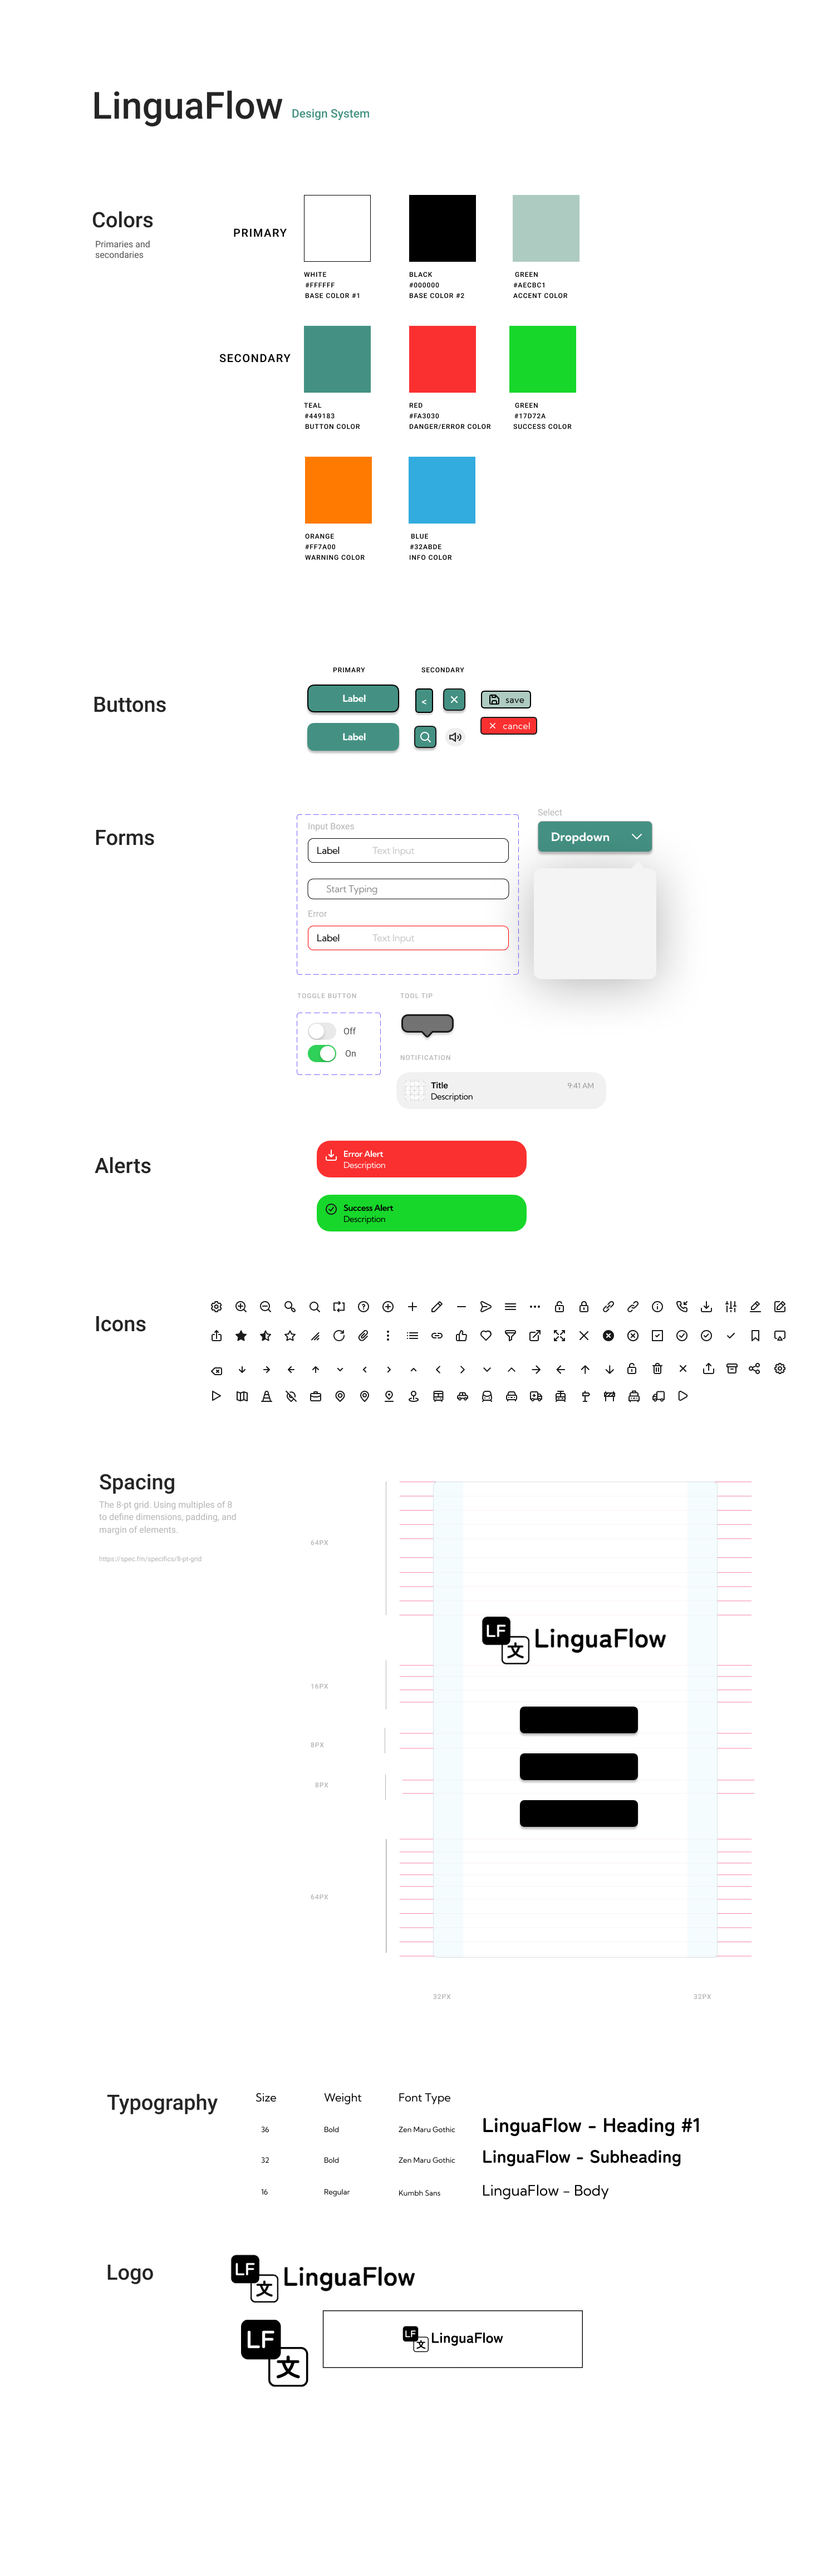 LinguaFlow Design System
Colors
Primaries and
secondaries
PRIMARY
WHITE
#FFFFFF
BASE COLOR #1
BLACK
#000000
BASE COLOR #2
GREEN
#AECBC1
ACCENT COLOR
SECONDARY
TEAL
#449183
BUTTON COLOR
RED
#FA3030
DANGER/ERROR COLOR
GREEN
#17D72A
SUCCESS COLOR
ORANGE
#FF7A00
WARNING COLOR
BLUE
#32ABDE
INFO COLOR
Buttons
PRIMARY
SECONDARY
Label
<
save
cancel
Label
Forms
Input Boxes
Label Text Input
Start Typing
Error
Label Text Input
Select
Dropdown
TOGGLE BUTTON
Off
On
TOOL TIP
NOTIFICATION
Title
9:41 AM
Description
Alerts
Error Alert
Description
Success Alert
Description
Icons
Spacing
The 8-pt grid. Using multiples of 8
to define dimensions, padding, and
margin of elements.
https://spec.fm/specifics/8-pt-grid
64PX
16PX
8PX
8PX
64PX
LF
文
LinguaFlow
32PX
32PX
Typography
Size Weight Font Type
36 Bold Zen Maru Gothic LinguaFlow - Heading #1
32 Bold Zen Maru Gothic LinguaFlow - Subheading
16 Regular Kumbh Sans LinguaFlow - Body
Logo
LF
文
LinguaFlow
LF
文
LF
文
LinguaFlow